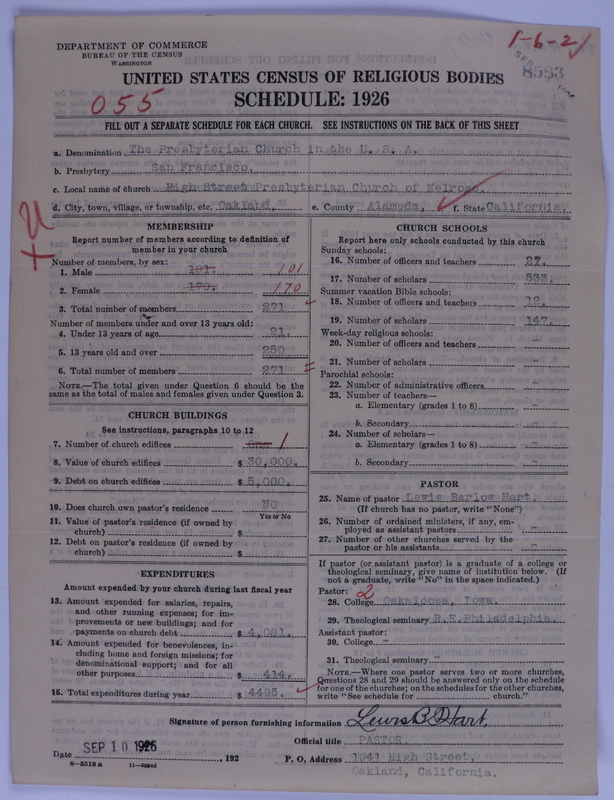 DEPARTMENT OF COMMERCE
BUREAU OF THE CENSUS
WASHINGTON
1-6-2
8553
UNITED STATES CENSUS OF RELIGIOUS BODIES
055
SCHEDULE: 1926
FILL OUT A SEPARATE SCHEDULE FOR EACH CHURCH. SEE INSTRUCTIONS ON THE BACK OF THIS SHEET
a. Denomination The Presbyterian Church in the U. S. A.
b. Presbytery San Francisco.
c. Local name of church High Street Presbyterian Church of Melrose.
d. City, town, village, or township, etc. Oakland, e. County Alameda, f. State California.
MEMBERSHIP
Report number of members according to definition of
member in your church
Number of members, by sex:
1. Male 101. 101
2. Female 170. 170
3. Total number of members 271
Number of members under and over 13 years old:
4. Under 13 years of age 21.
5. 13 years old and over 250
6. Total number of members 271
NOTE.—The total given under Question 6 should be the
same as the total of males and females given under Question 3.
CHURCH BUILDINGS
See instructions, paragraphs 10 to 12
7. Number of church edifices one 1
8. Value of church edifices $ 30,000.
9. Debt on church edifices $ 5,000.
10. Does church own pastor's residence No
Yes or No
11. Value of pastor's residence (if owned by
church) $
12. Debt on pastor's residence (if owned by
church) $
EXPENDITURES
Amount expended by your church during last fiscal year
13. Amount expended for salaries, repairs,
and other running expenses; for im-
provements or new buildings; and for
payments on church debt $ 4,081.
14. Amount expended for benevolences, in-
cluding home and foreign missions; for
denominational support; and for all
other purposes $ 414.
15. Total expenditures during year $ 4495.
CHURCH SCHOOLS
Report here only schools conducted by this church
Sunday schools:
16. Number of officers and teachers 27.
17. Number of scholars 533.
Summer vacation Bible schools:
18. Number of officers and teachers 12.
19. Number of scholars 147.
Week-day religious schools:
20. Number of officers and teachers -
21. Number of scholars -
Parochial schools:
22. Number of administrative officers -
23. Number of teachers—
a. Elementary (grades 1 to 8) -
b. Secondary -
24. Number of scholars—
a. Elementary (grades 1 to 8) -
b. Secondary -
PASTOR
25. Name of pastor Lewis Barlow Hart.
(If church has no pastor, write "None")
26. Number of ordained ministers, if any, em-
ployed as assistant pastors -
27. Number of other churches served by the
pastor or his assistants -
If pastor (or assistant pastor) is a graduate of a college or
theological seminary, give name of institution below. (If
not a graduate, write "No" in the space indicated.)
Pastor: 2
28. College Oskaloosa, Iowa.
29. Theological seminary R.E. Philadelphia.
Assistant pastor:
30. College -
31. Theological seminary -
NOTE.—Where one pastor serves two or more churches,
Questions 28 and 29 should be answered only on the schedule
for one of the churches; on the schedules for the other churches,
write "See schedule for church."
Signature of person furnishing information Lewis B. Hart
Official title PASTOR
Date SEP 10 1926, 192
P. O. Address 1041 High Street,
Oakland, California.
8—5518 a